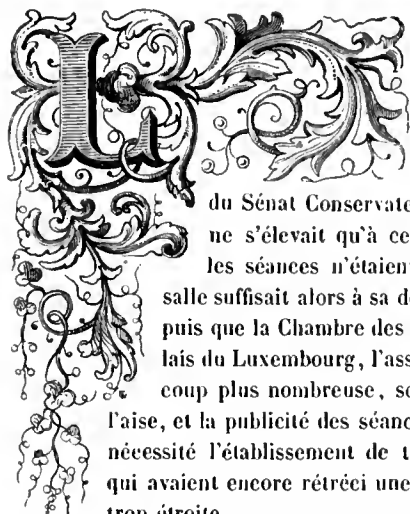 L
du Sénat Conservate
ne s'élevait qu'à ce
les séances n'étaien
salle suffisait alors à sa d
puis que la Chambre des
lais du Luxembourg, l'ass
coup plus nombreuse, s
l'aise, et la publicité des séanc
nécessité l'établissement de t
qui avaient encore rétréci une
trop étroite